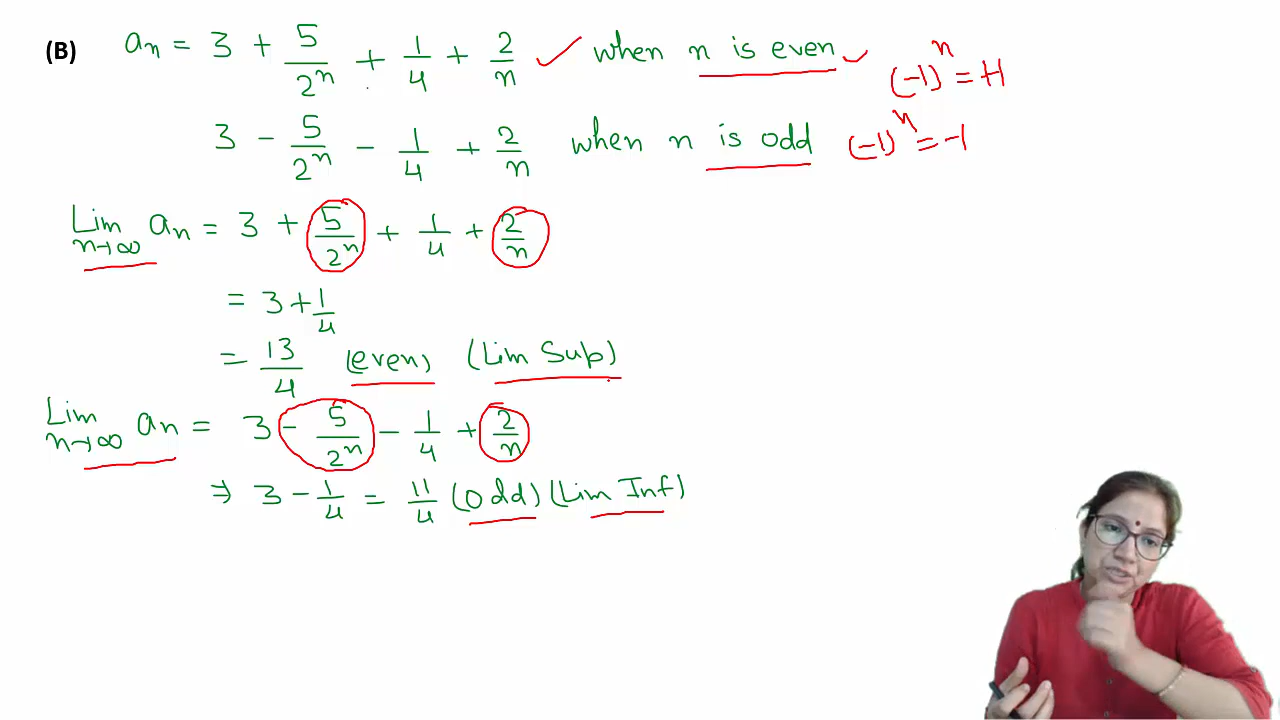 (B) aₙ = 3 + 5/2ⁿ + 1/4 + 2/n ✓ when n is even ✓ (-1)ⁿ = +1
3 - 5/2ⁿ - 1/4 + 2/n when n is odd (-1)ⁿ = -1
Lim n→∞ aₙ = 3 + 5/2ⁿ + 1/4 + 2/n
= 3 + 1/4
= 13/4 (even) (Lim Sup)
Lim n→∞ aₙ = 3 - 5/2ⁿ - 1/4 + 2/n
⇒ 3 - 1/4 = 11/4 (Odd) (Lim Inf)